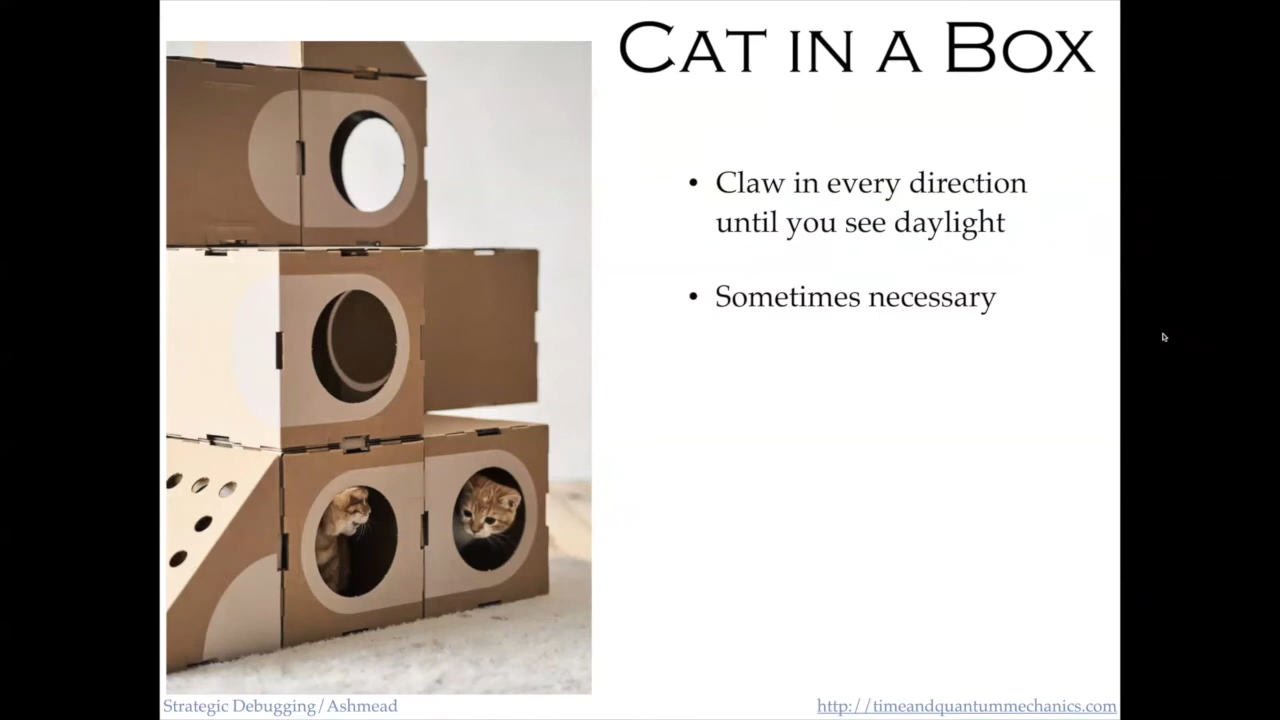 CAT IN A BOX
• Claw in every direction
until you see daylight
• Sometimes necessary
Strategic Debugging/Ashmead
http://timeandquantummechanics.com